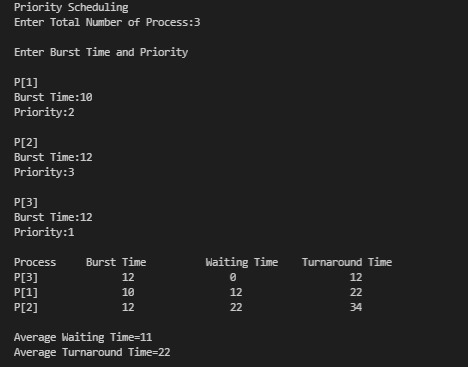 Priority Scheduling
Enter Total Number of Process:3
Enter Burst Time and Priority
P[1]
Burst Time:10
Priority:2
P[2]
Burst Time:12
Priority:3
P[3]
Burst Time:12
Priority:1
Process Burst Time Waiting Time Turnaround Time
P[3] 12 0 12
P[1] 10 12 22
P[2] 12 22 34
Average Waiting Time=11
Average Turnaround Time=22